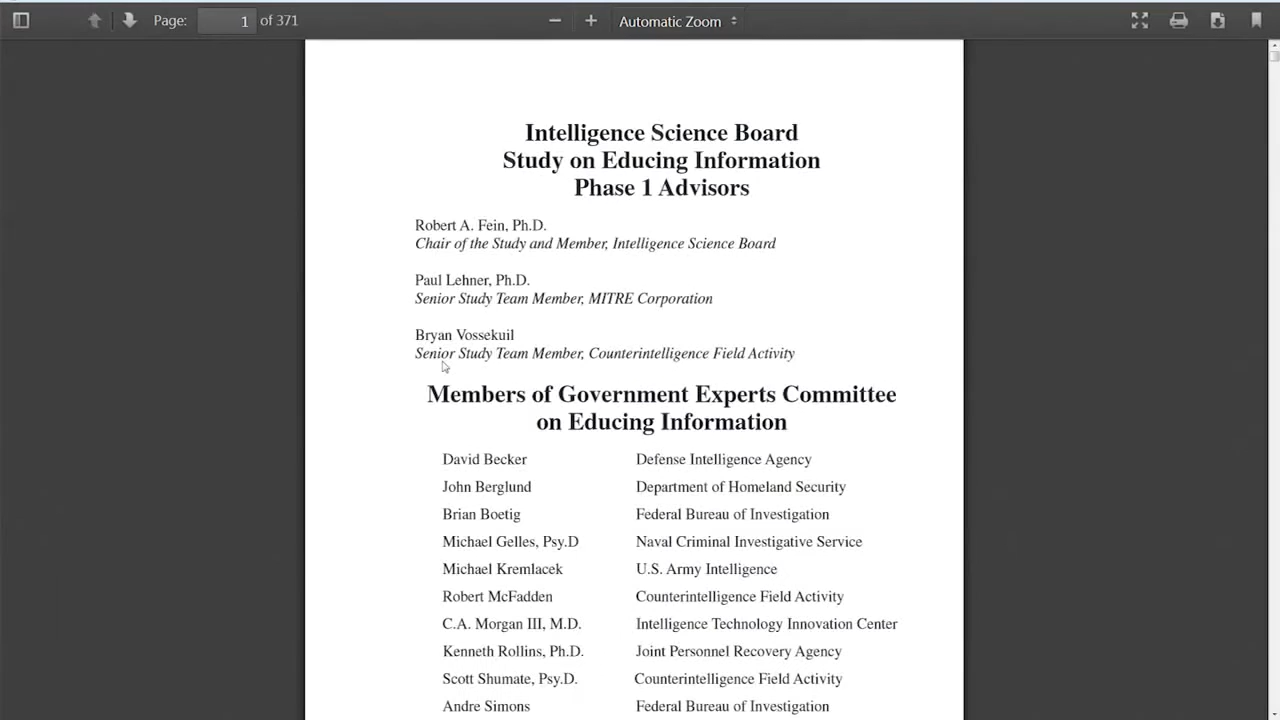 Page: 1 of 371 Automatic Zoom
Intelligence Science Board
Study on Educing Information
Phase 1 Advisors
Robert A. Fein, Ph.D.
Chair of the Study and Member, Intelligence Science Board
Paul Lehner, Ph.D.
Senior Study Team Member, MITRE Corporation
Bryan Vossekuil
Senior Study Team Member, Counterintelligence Field Activity
Members of Government Experts Committee
on Educing Information
David Becker Defense Intelligence Agency
John Berglund Department of Homeland Security
Brian Boetig Federal Bureau of Investigation
Michael Gelles, Psy.D Naval Criminal Investigative Service
Michael Kremlacek U.S. Army Intelligence
Robert McFadden Counterintelligence Field Activity
C.A. Morgan III, M.D. Intelligence Technology Innovation Center
Kenneth Rollins, Ph.D. Joint Personnel Recovery Agency
Scott Shumate, Psy.D. Counterintelligence Field Activity
Andre Simons Federal Bureau of Investigation